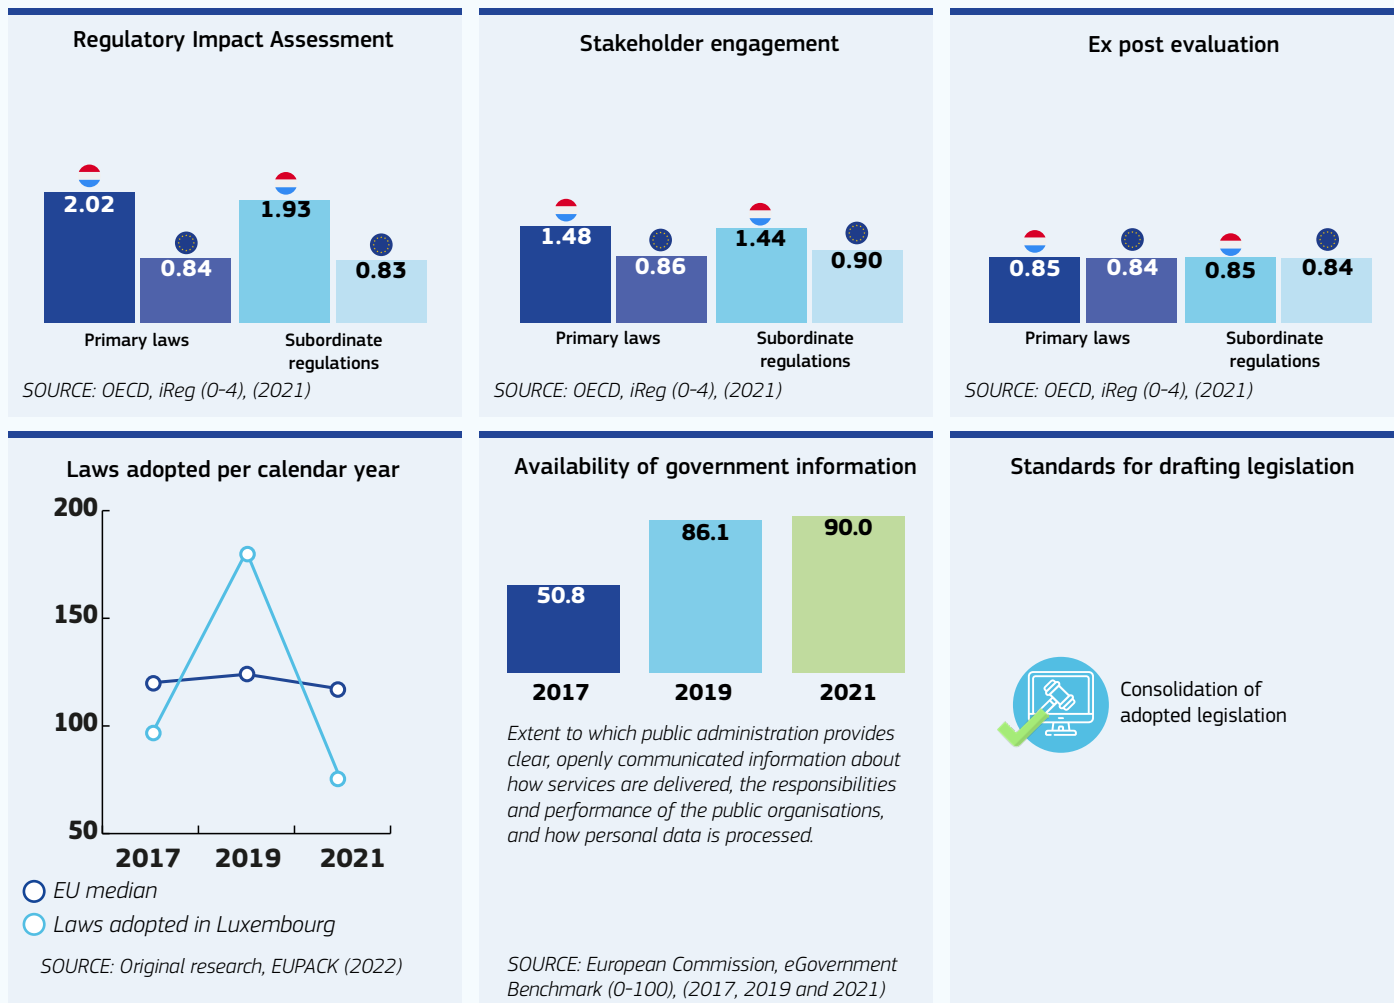 Regulatory Impact Assessment
2.02
0.84
1.93
0.83
Primary laws
Subordinate
regulations
SOURCE: OECD, iReg (0-4), (2021)
Stakeholder engagement
1.48
0.86
1.44
0.90
Primary laws
Subordinate
regulations
SOURCE: OECD, iReg (0-4), (2021)
Ex post evaluation
0.85
0.84
0.85
0.84
Primary laws
Subordinate
regulations
SOURCE: OECD, iReg (0-4), (2021)
Laws adopted per calendar year
200
150
100
50
2017 2019 2021
EU median
Laws adopted in Luxembourg
SOURCE: Original research, EUPACK (2022)
Availability of government information
50.8
86.1
90.0
2017 2019 2021
Extent to which public administration provides
clear, openly communicated information about
how services are delivered, the responsibilities
and performance of the public organisations,
and how personal data is processed.
SOURCE: European Commission, eGovernment
Benchmark (0-100), (2017, 2019 and 2021)
Standards for drafting legislation
Consolidation of
adopted legislation